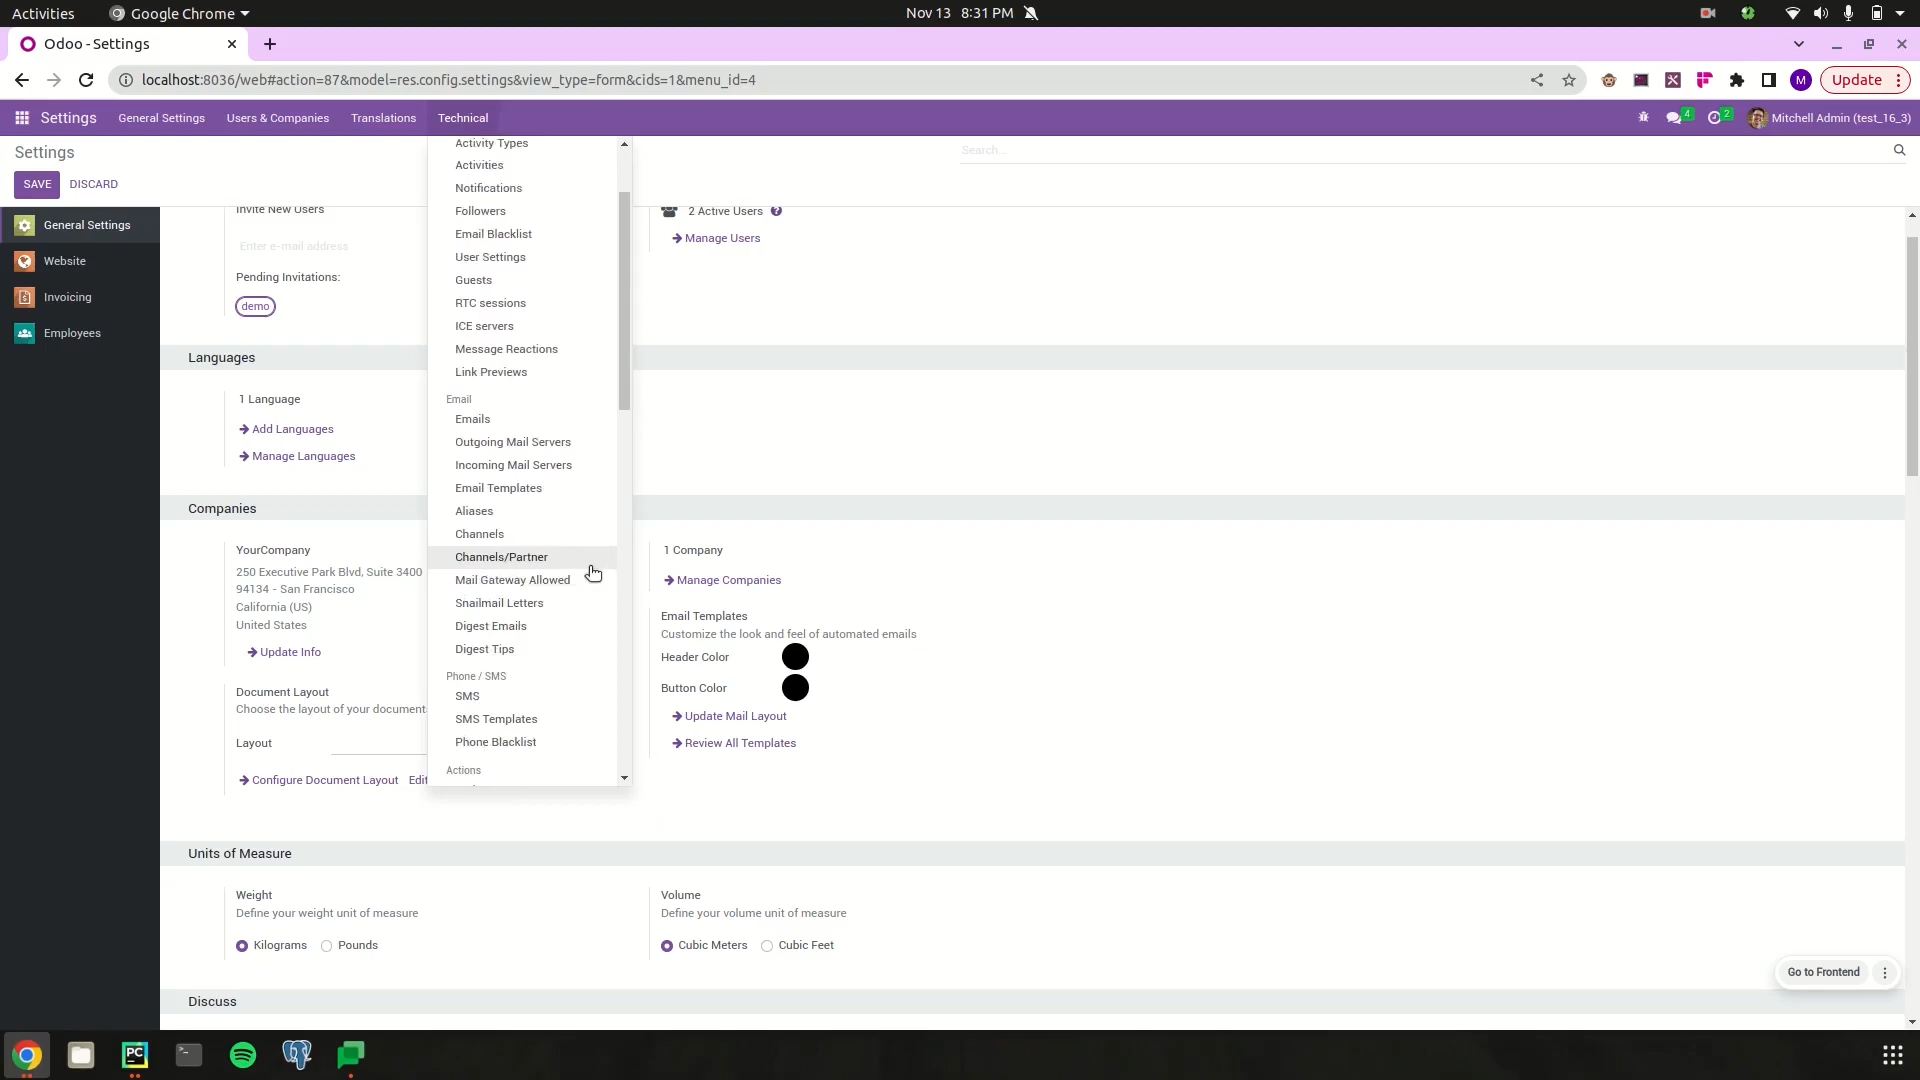 Activities
Google Chrome
Nov 13 8:31 PM
Odoo - Settings
localhost:8036/web#action=87&model=res.config.settings&view_type=form&cids=1&menu_id=4
M
Update
Settings
General Settings
Users & Companies
Translations
Technical
4
2
Mitchell Admin (test_16_3)
Settings
Search...
SAVE
DISCARD
General Settings
Website
Invoicing
Employees
Invite New Users
Enter e-mail address
Pending Invitations:
demo
2 Active Users
Manage Users
Activity Types
Activities
Notifications
Followers
Email Blacklist
User Settings
Guests
RTC sessions
ICE servers
Message Reactions
Link Previews
Email
Emails
Outgoing Mail Servers
Incoming Mail Servers
Email Templates
Aliases
Channels
Channels/Partner
Mail Gateway Allowed
Snailmail Letters
Digest Emails
Digest Tips
Phone / SMS
SMS
SMS Templates
Phone Blacklist
Actions
Languages
1 Language
Add Languages
Manage Languages
Companies
YourCompany
250 Executive Park Blvd, Suite 3400
94134 - San Francisco
California (US)
United States
Update Info
1 Company
Manage Companies
Document Layout
Choose the layout of your document
Layout
Configure Document Layout
Edit
Email Templates
Customize the look and feel of automated emails
Header Color
Button Color
Update Mail Layout
Review All Templates
Units of Measure
Weight
Define your weight unit of measure
Kilograms
Pounds
Volume
Define your volume unit of measure
Cubic Meters
Cubic Feet
Go to Frontend
Discuss
PC